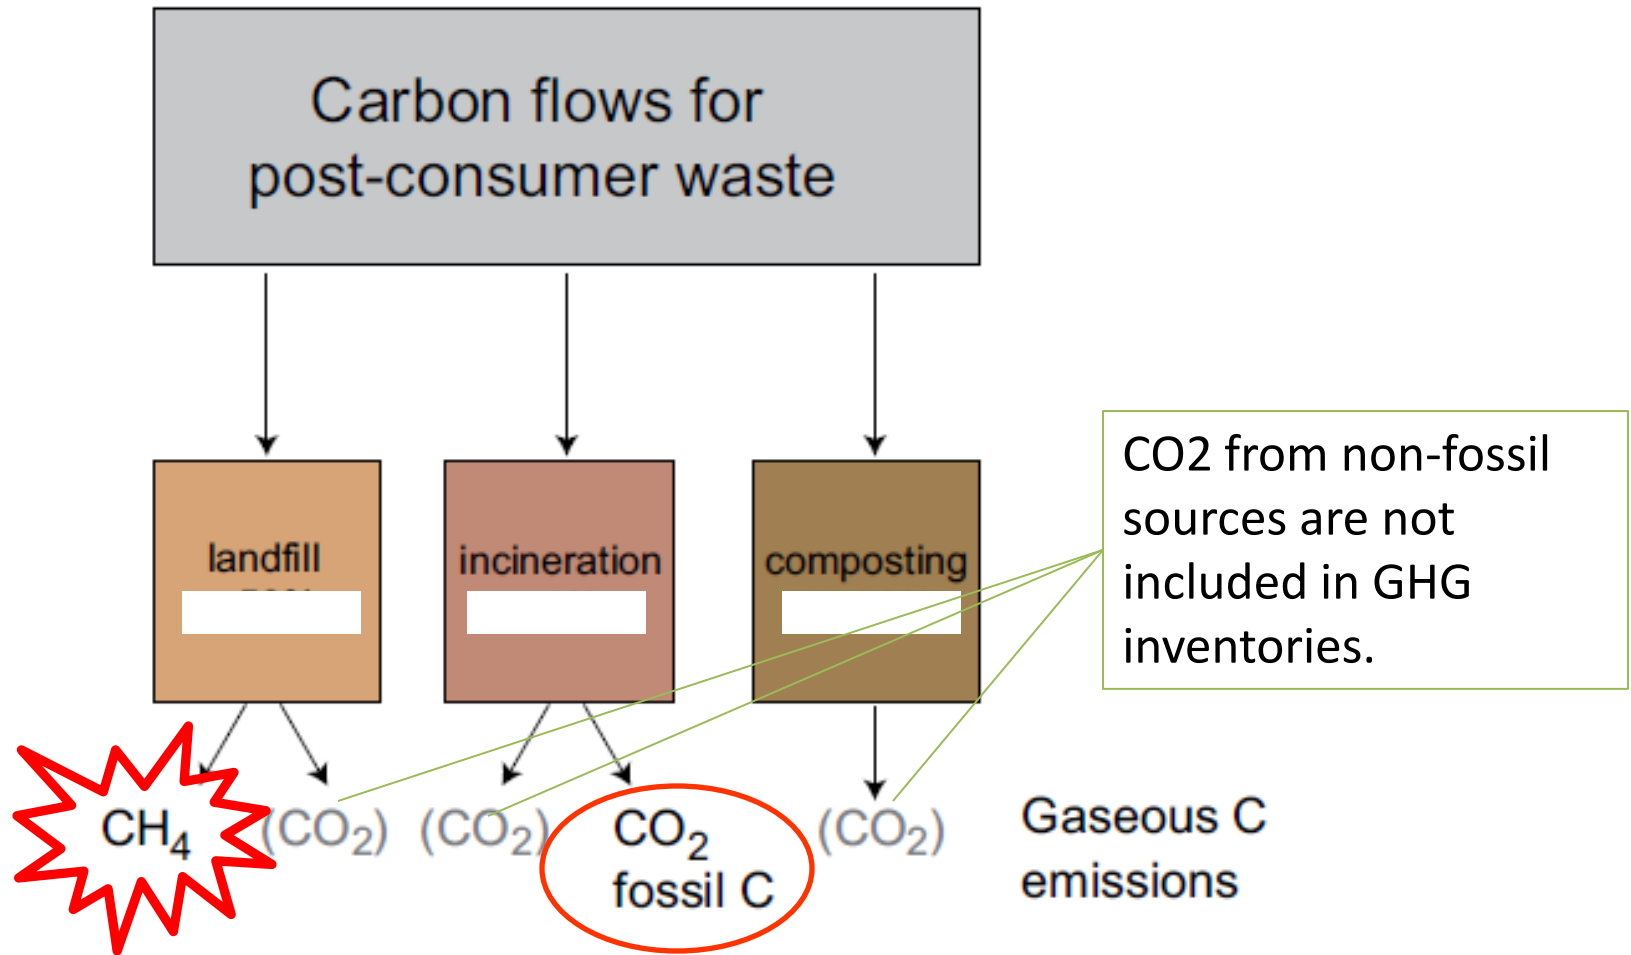 Carbon flows for
post-consumer waste
landfill
incineration
composting
CO2 from non-fossil
sources are not
included in GHG
inventories.
CH₄
(CO₂)
(CO₂)
CO₂
fossil C
(CO₂)
Gaseous C
emissions